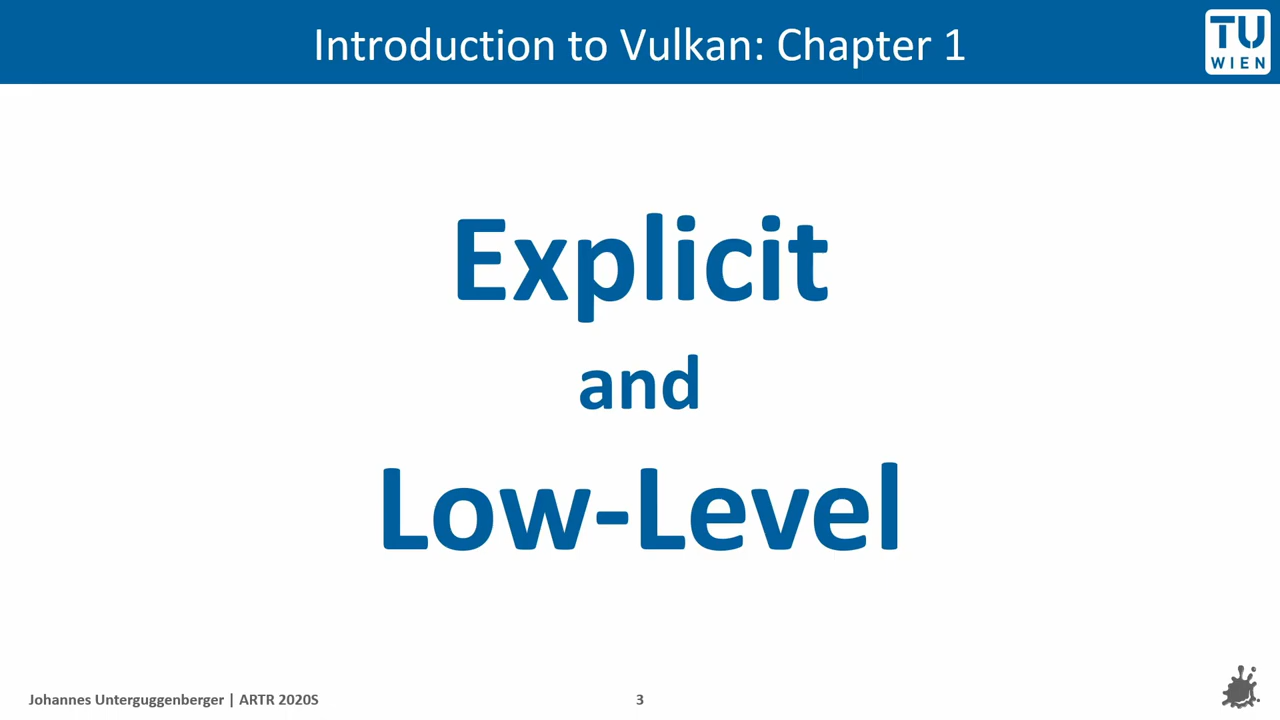 Introduction to Vulkan: Chapter 1
TU
WIEN
Explicit
and
Low-Level
Johannes Unterguggenberger | ARTR 2020S
3